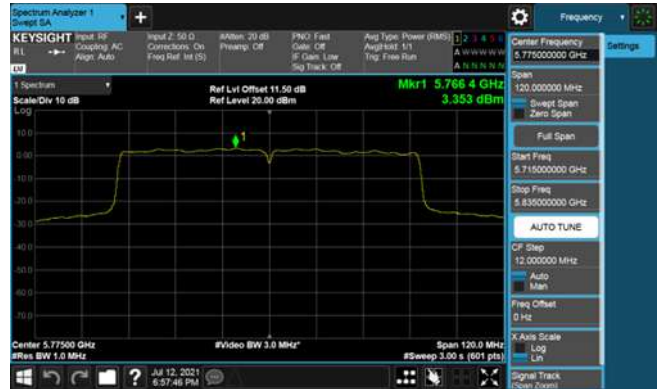 Spectrum Analyzer 1
Swept SA
+
Frequency
KEYSIGHT
Input: RF
Input Z: 50 Ω
#Atten: 20 dB
PNO: Fast
Avg Type: Power (RMS)
1 2 3 4 5 6
RL
Coupling: AC
Corrections: On
Preamp: Off
Gate: Off
Avg|Hold: 1/1
A W W W W W
Align: Auto
Freq Ref: Int (S)
IF Gain: Low
Trig: Free Run
Sig Track: Off
A N N N N N
1 Spectrum
Scale/Div 10 dB
Log
Ref Lvl Offset 11.50 dB
Ref Level 20.00 dBm
Mkr1 5.766 4 GHz
3.353 dBm
1
10.0
0.00
-10.0
-20.0
-30.0
-40.0
-50.0
-60.0
-70.0
Center 5.77500 GHz
#Video BW 3.0 MHz*
Span 120.0 MHz
#Res BW 1.0 MHz
#Sweep 3.00 s (601 pts)
Jul 12, 2021
6:57:46 PM
?
Settings
Center Frequency
5.775000000 GHz
Span
120.000000 MHz
Swept Span
Zero Span
Full Span
Start Freq
5.715000000 GHz
Stop Freq
5.835000000 GHz
AUTO TUNE
CF Step
12.000000 MHz
Auto
Man
Freq Offset
0 Hz
X Axis Scale
Log
Lin
Signal Track
(Span Zoom)